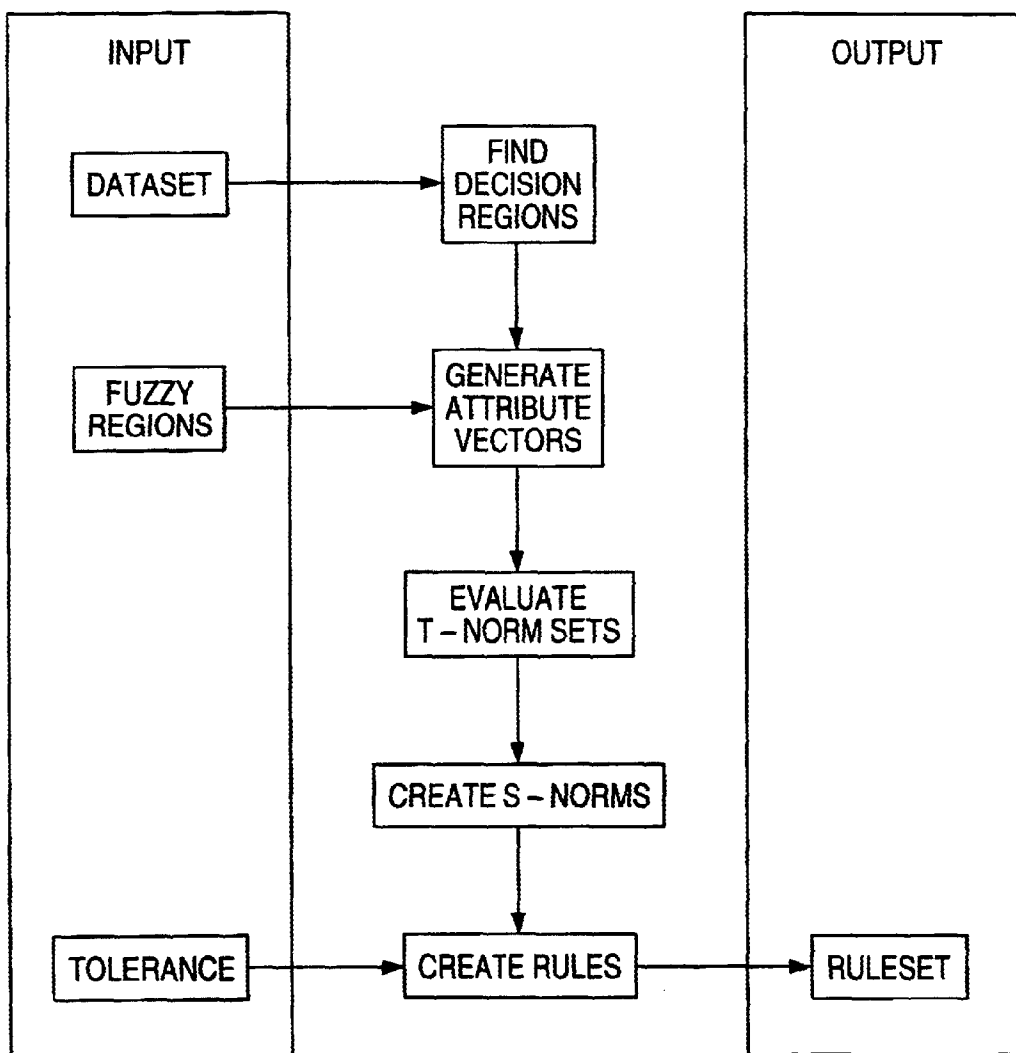 INPUT
OUTPUT
DATASET
FIND
DECISION
REGIONS
FUZZY
REGIONS
GENERATE
ATTRIBUTE
VECTORS
EVALUATE
T – NORM SETS
CREATE S – NORMS
TOLERANCE
CREATE RULES
RULESET